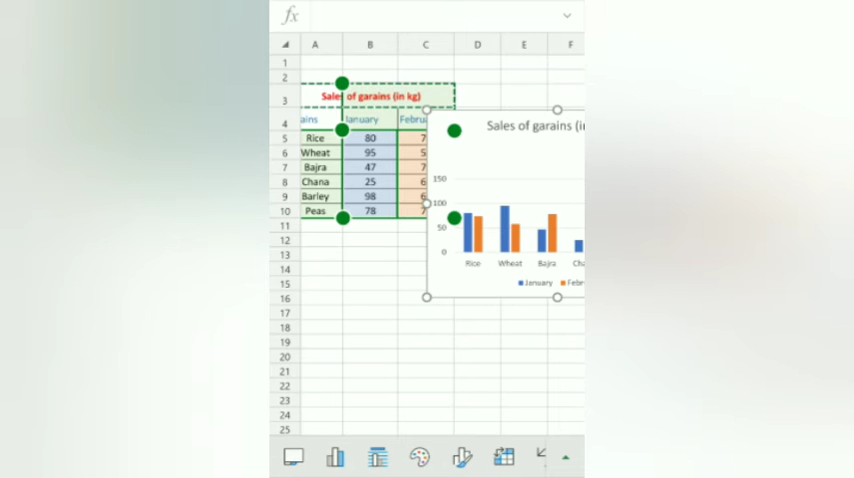 fx
A B C D E F
1
2
3 Sales of garains (in kg)
4 ains January Februa
5 Rice 80 7
6 Wheat 95 5
7 Bajra 47 7
8 Chana 25 6
9 Barley 98 6
10 Peas 78 7
11
12
13
14
15
16
17
18
19
20
21
22
23
24
25
Sales of garains (in
150
100
50
0
Rice Wheat Bajra Cha
January Febr